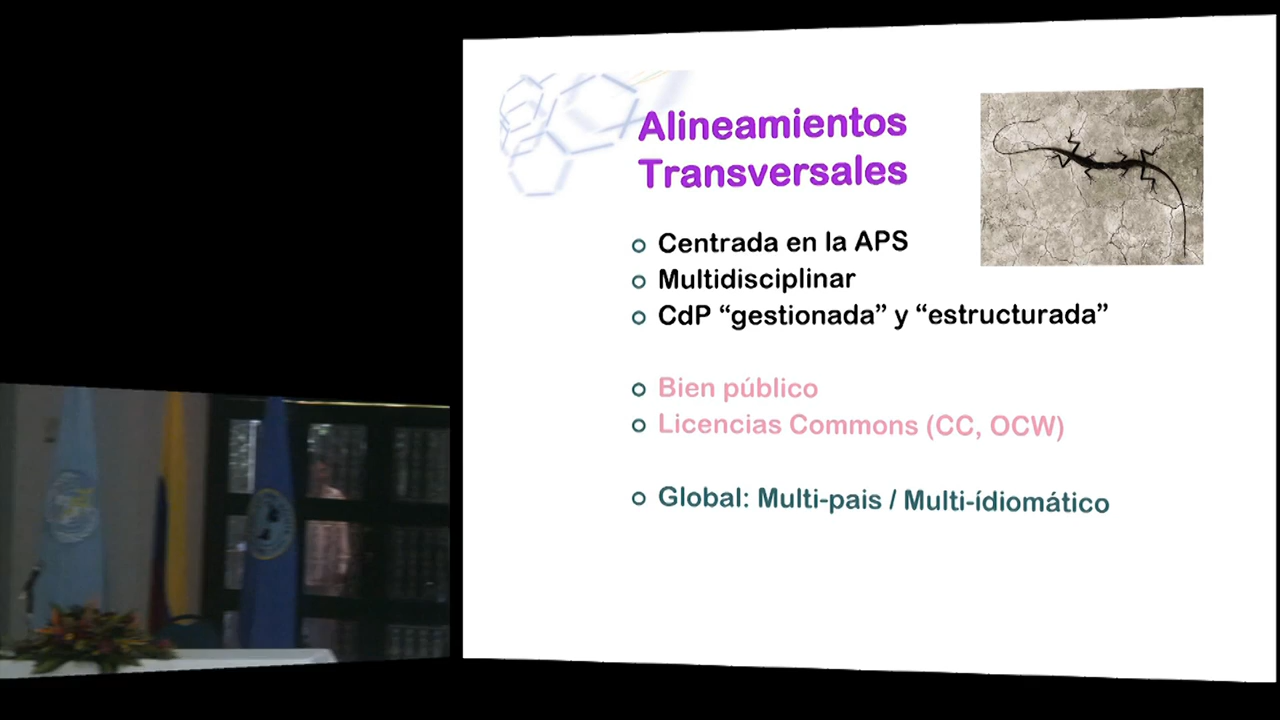 Alineamientos
Transversales
Centrada en la APS
Multidisciplinar
CdP “gestionada” y “estructurada”
Bien público
Licencias Commons (CC, OCW)
Global: Multi-pais / Multi-ídiomático